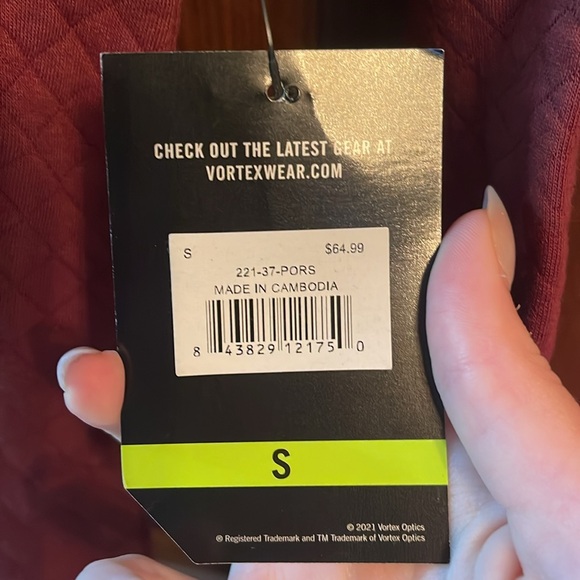 CHECK OUT THE LATEST GEAR AT
VORTEXWEAR.COM
S $64.99
221-37-PORS
MADE IN CAMBODIA
8 43829 12175 0
S
© 2021 Vortex Optics
® Registered Trademark and TM Trademark of Vortex Optics